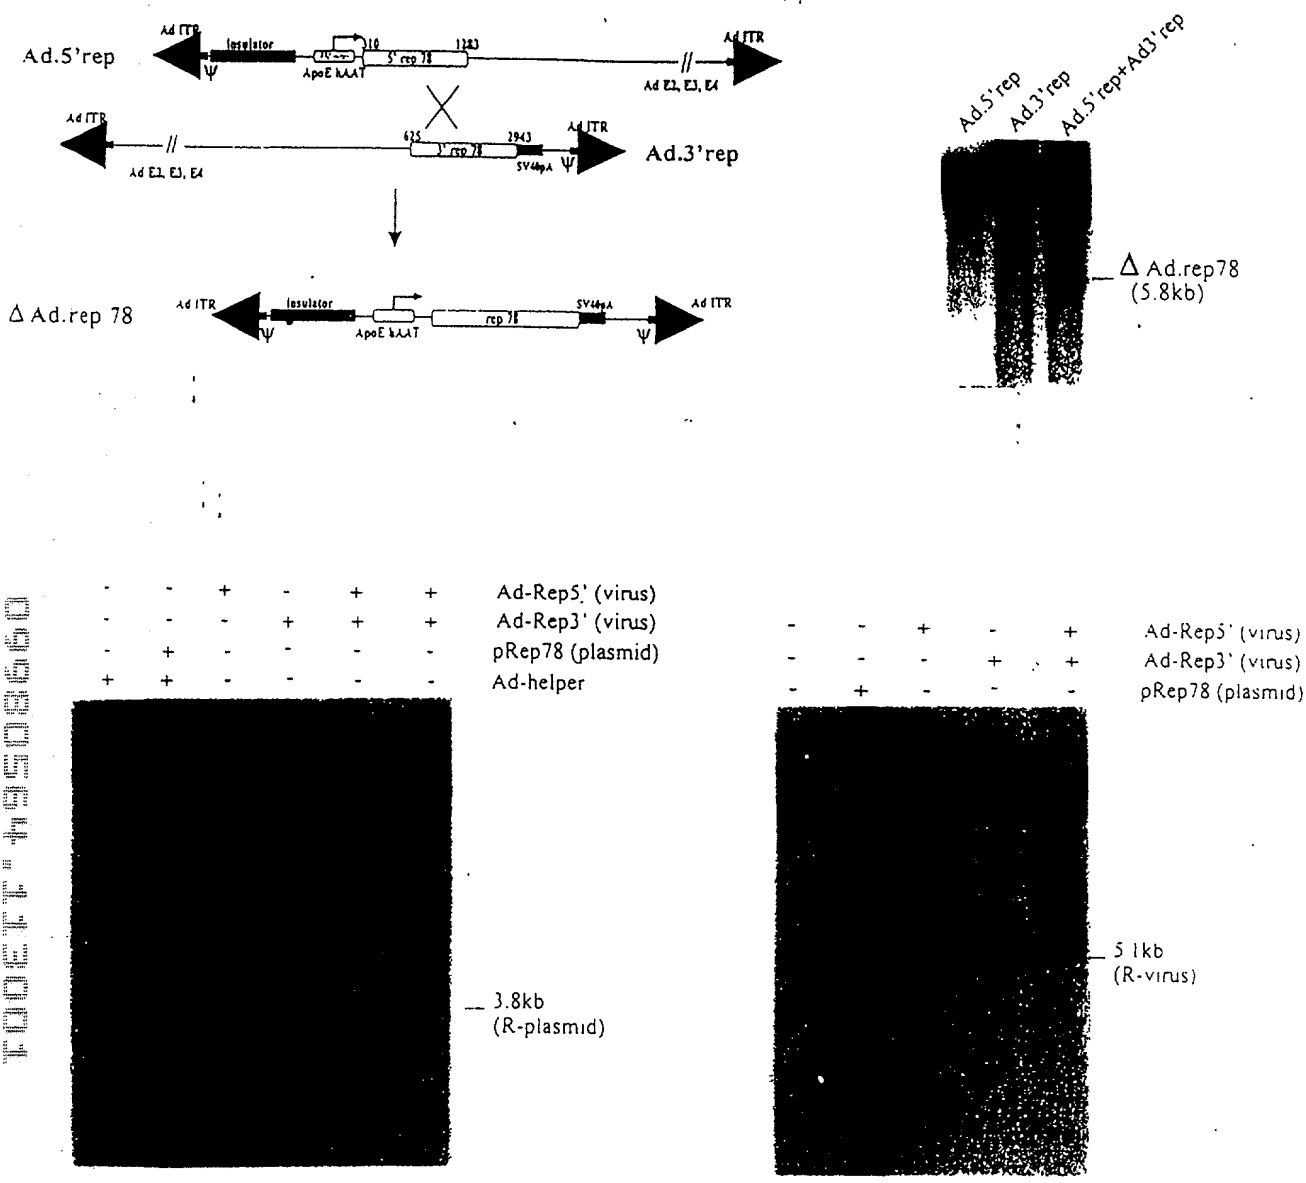 Ad ITR
Insulator
310
1283
Ad ITR
Ad.5'rep
5' rep 78
Ψ
ApoE hAAT
Ad E2, E3, E4
Ad ITR
625
2943
Ad ITR
3' rep 78
Ad.3'rep
SV40pA
Ψ
Ad E2, E3, E4
Ad.5'rep
Ad.3'rep
Ad.5'rep+Ad3'rep
Δ Ad.rep78
(5.8kb)
Δ Ad.rep 78
Ad ITR
Insulator
SV40pA
Ad ITR
rep 78
Ψ
ApoE hAAT
Ψ
- - + - + + Ad-Rep5' (virus)
- - - + + + Ad-Rep3' (virus)
- + - - - - pRep78 (plasmid)
+ + - - - - Ad-helper
3.8kb
(R-plasmid)
- - + - + Ad-Rep5' (virus)
- - - + + Ad-Rep3' (virus)
- + - - - pRep78 (plasmid)
5 1kb
(R-virus)